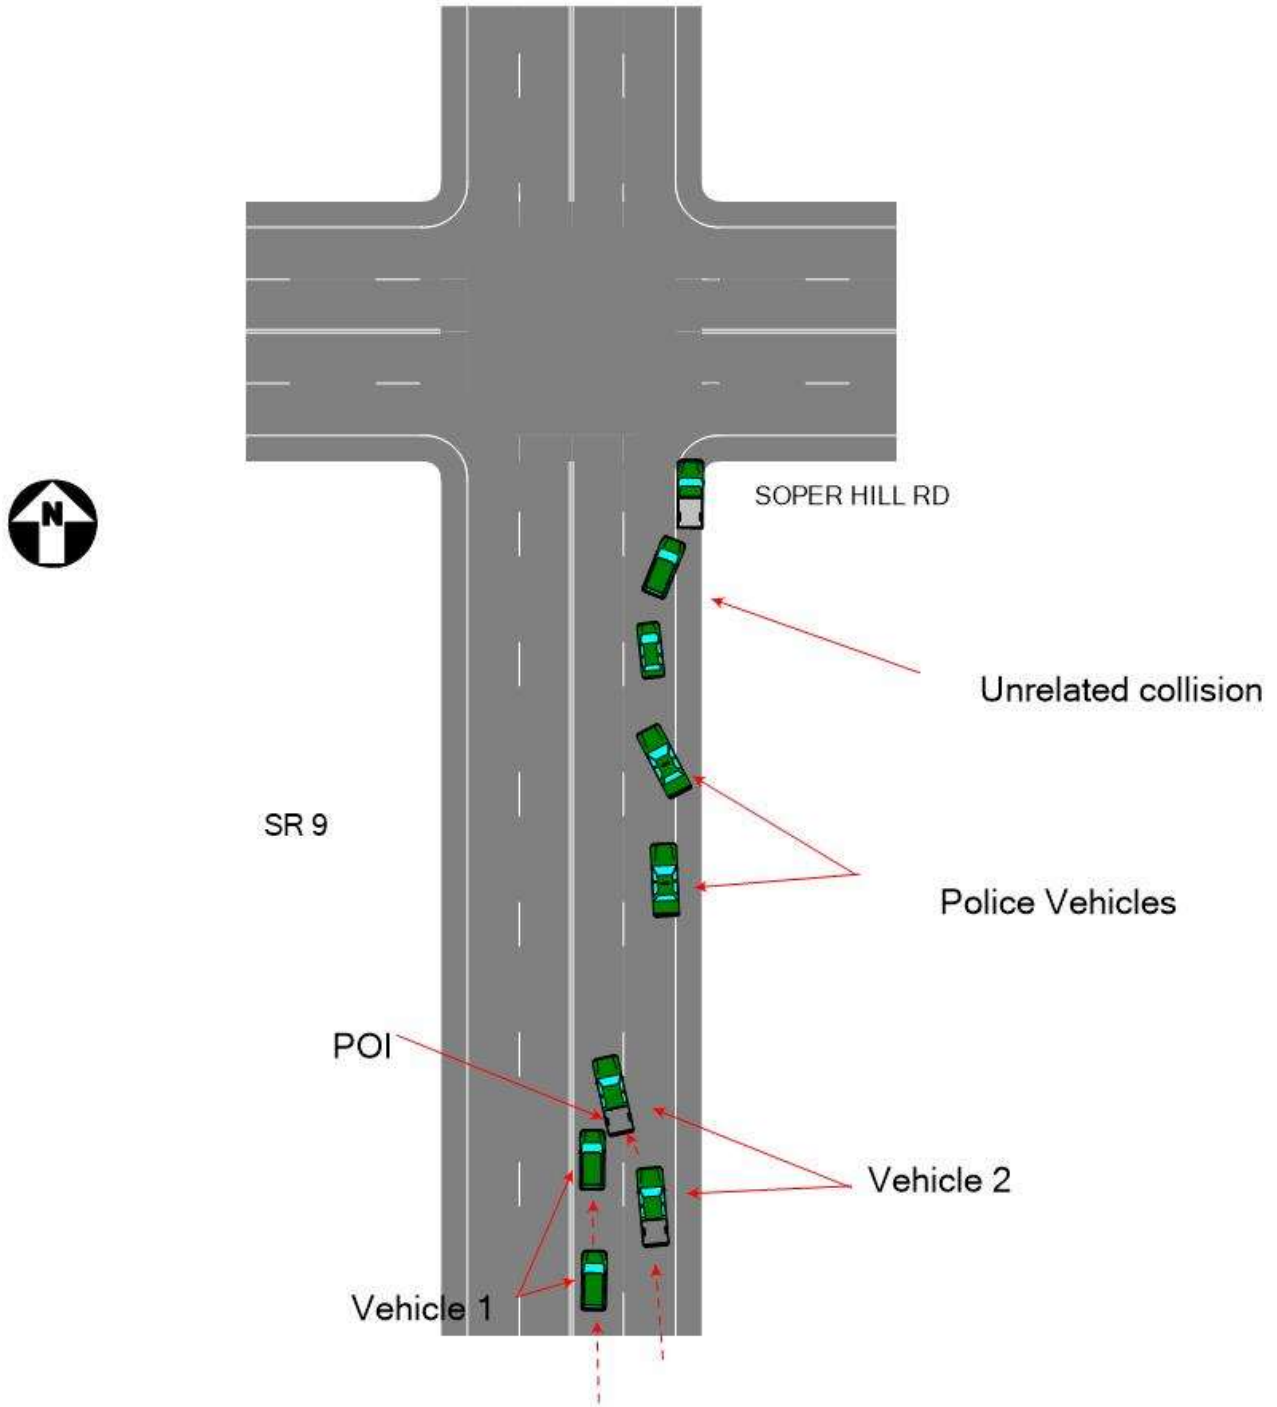 N
SOPER HILL RD
Unrelated collision
SR 9
Police Vehicles
POI
Vehicle 2
Vehicle 1